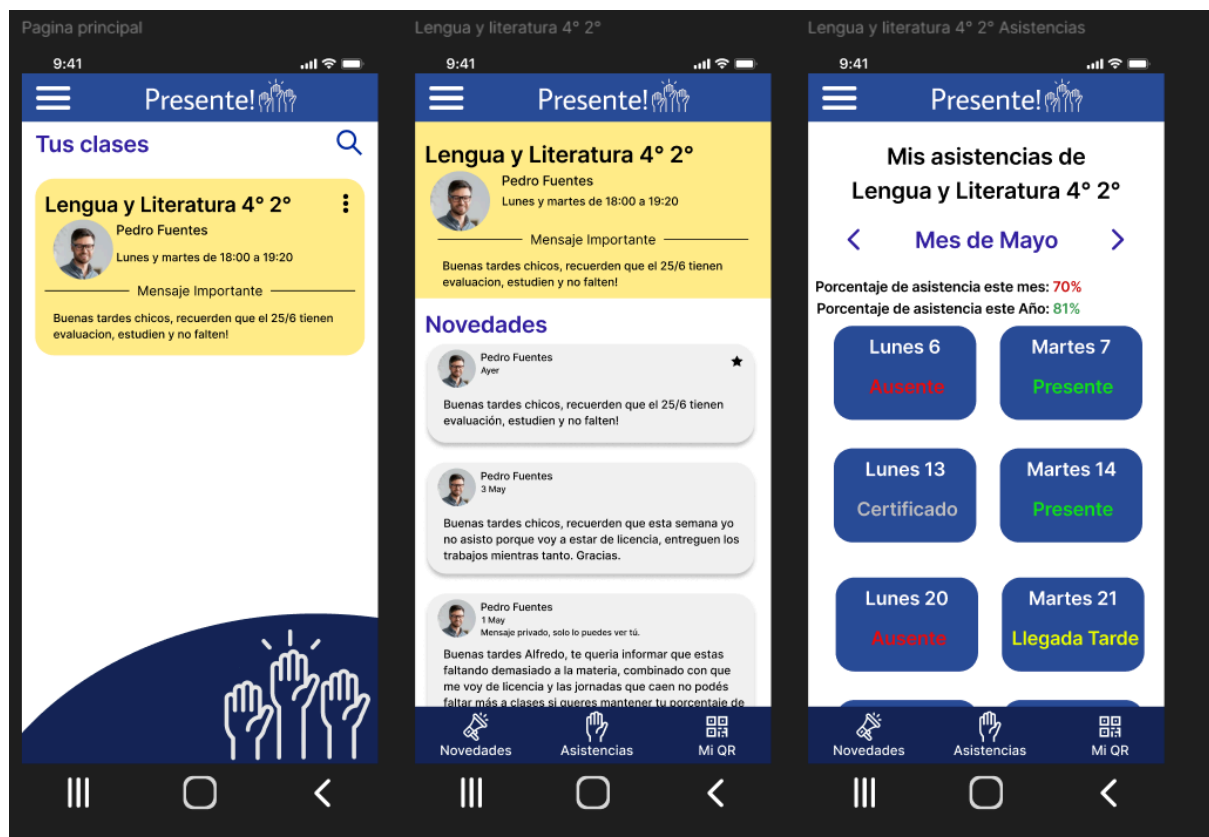 Pagina principal
9:41
Presente!
Tus clases
Lengua y Literatura 4° 2°
Pedro Fuentes
Lunes y martes de 18:00 a 19:20
Mensaje Importante
Buenas tardes chicos, recuerden que el 25/6 tienen
evaluacion, estudien y no falten!
Lengua y literatura 4° 2°
9:41
Presente!
Lengua y Literatura 4° 2°
Pedro Fuentes
Lunes y martes de 18:00 a 19:20
Mensaje Importante
Buenas tardes chicos, recuerden que el 25/6 tienen
evaluacion, estudien y no falten!
Novedades
Pedro Fuentes
Ayer
Buenas tardes chicos, recuerden que el 25/6 tienen
evaluación, estudien y no falten!
Pedro Fuentes
3 May
Buenas tardes chicos, recuerden que esta semana yo
no asisto porque voy a estar de licencia, entreguen los
trabajos mientras tanto. Gracias.
Pedro Fuentes
1 May
Mensaje privado, solo lo puedes ver tú.
Buenas tardes Alfredo, te queria informar que estas
faltando demasiado a la materia, combinado con que
me voy de licencia y las jornadas que caen no podés
faltar más a clases si queres mantener tu porcentaje de
Novedades
Asistencias
Mi QR
Lengua y literatura 4° 2° Asistencias
9:41
Presente!
Mis asistencias de
Lengua y Literatura 4° 2°
Mes de Mayo
Porcentaje de asistencia este mes: 70%
Porcentaje de asistencia este Año: 81%
Lunes 6
Ausente
Martes 7
Presente
Lunes 13
Certificado
Martes 14
Presente
Lunes 20
Ausente
Martes 21
Llegada Tarde
Novedades
Asistencias
Mi QR